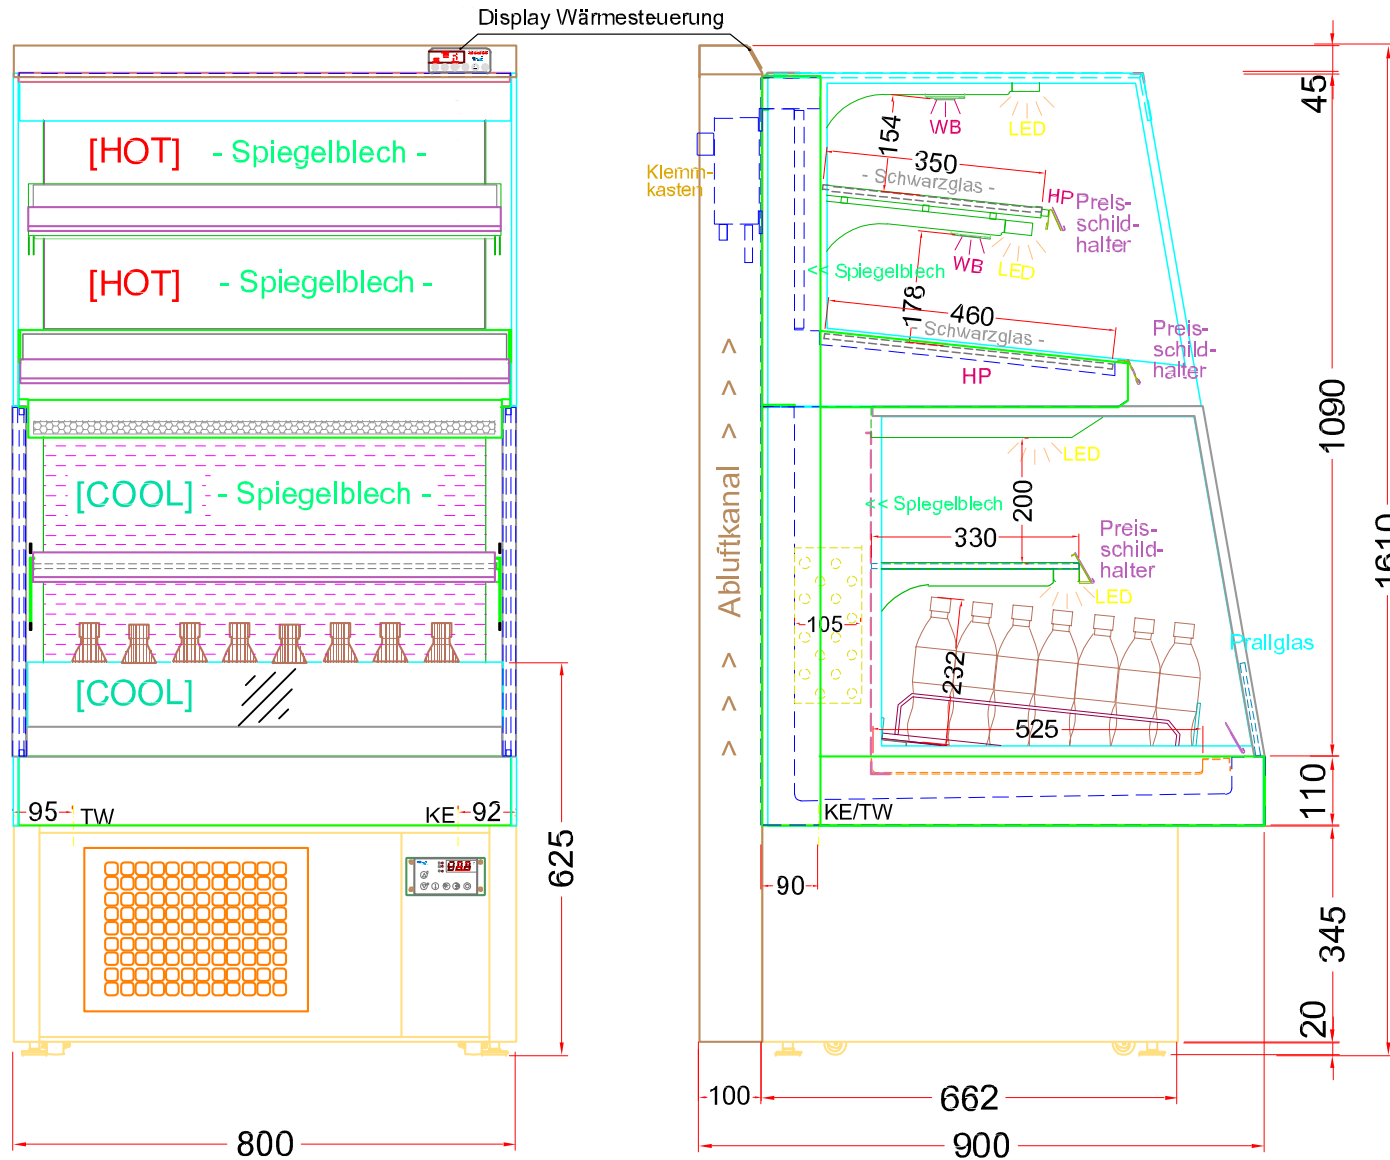 Display Wärmesteuerung
[HOT] - Spiegelblech -
[HOT] - Spiegelblech -
[COOL] - Spiegelblech -
[COOL]
95 TW
KE 92
625
800
Klemm-
kasten
< < < Abluftkanal < < <
WB
LED
154
350
- Schwarzglas -
HP
Preis-
schild-
halter
WB
LED
<< Spiegelblech
178
460
- Schwarzglas -
HP
Preis-
schild-
halter
LED
<< Spiegelblech
200
330
Preis-
schild-
halter
LED
105
232
525
Prallglas
KE/TW
90
45
1090
110
345
20
1610
100
662
900